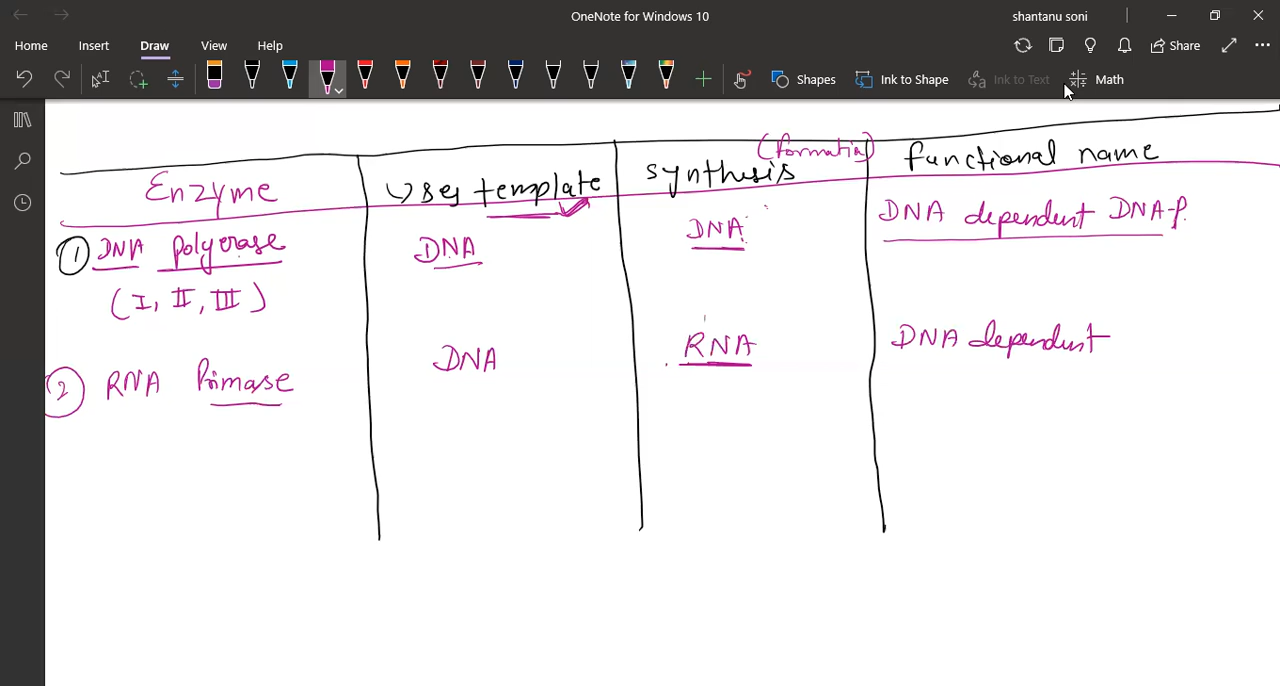 OneNote for Windows 10
shantanu soni
Home Insert Draw View Help
Share
Shapes Ink to Shape Ink to Text Math
Enzyme Uses template synthesis (formation) functional name
① DNA polyerase DNA DNA DNA dependent DNA-P.
(I, II, III)
② RNA Primase DNA RNA DNA dependent